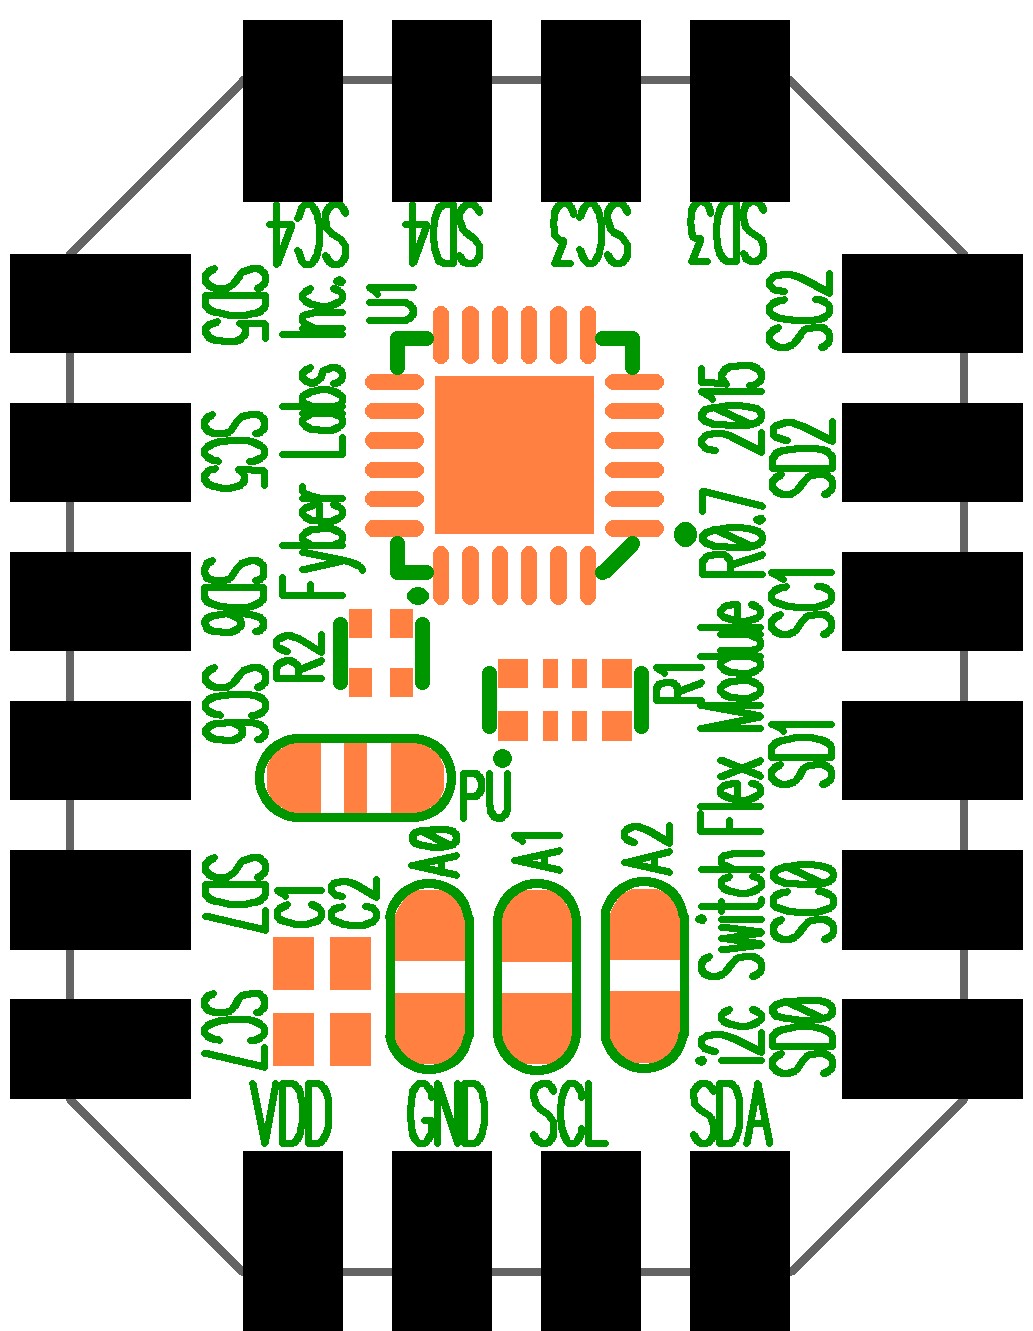 SC4
SD4
SC3
SD3
SD5
SC5
SD6
SC6
SD7
SC7
Fyber Labs Inc.
U1
SC2
SD2
SC1
SD1
SC0
SD0
i2c Switch Flex Module R0.7 2015
R2
R1
PU
A0
A1
A2
C1
C2
VDD
GND
SCL
SDA